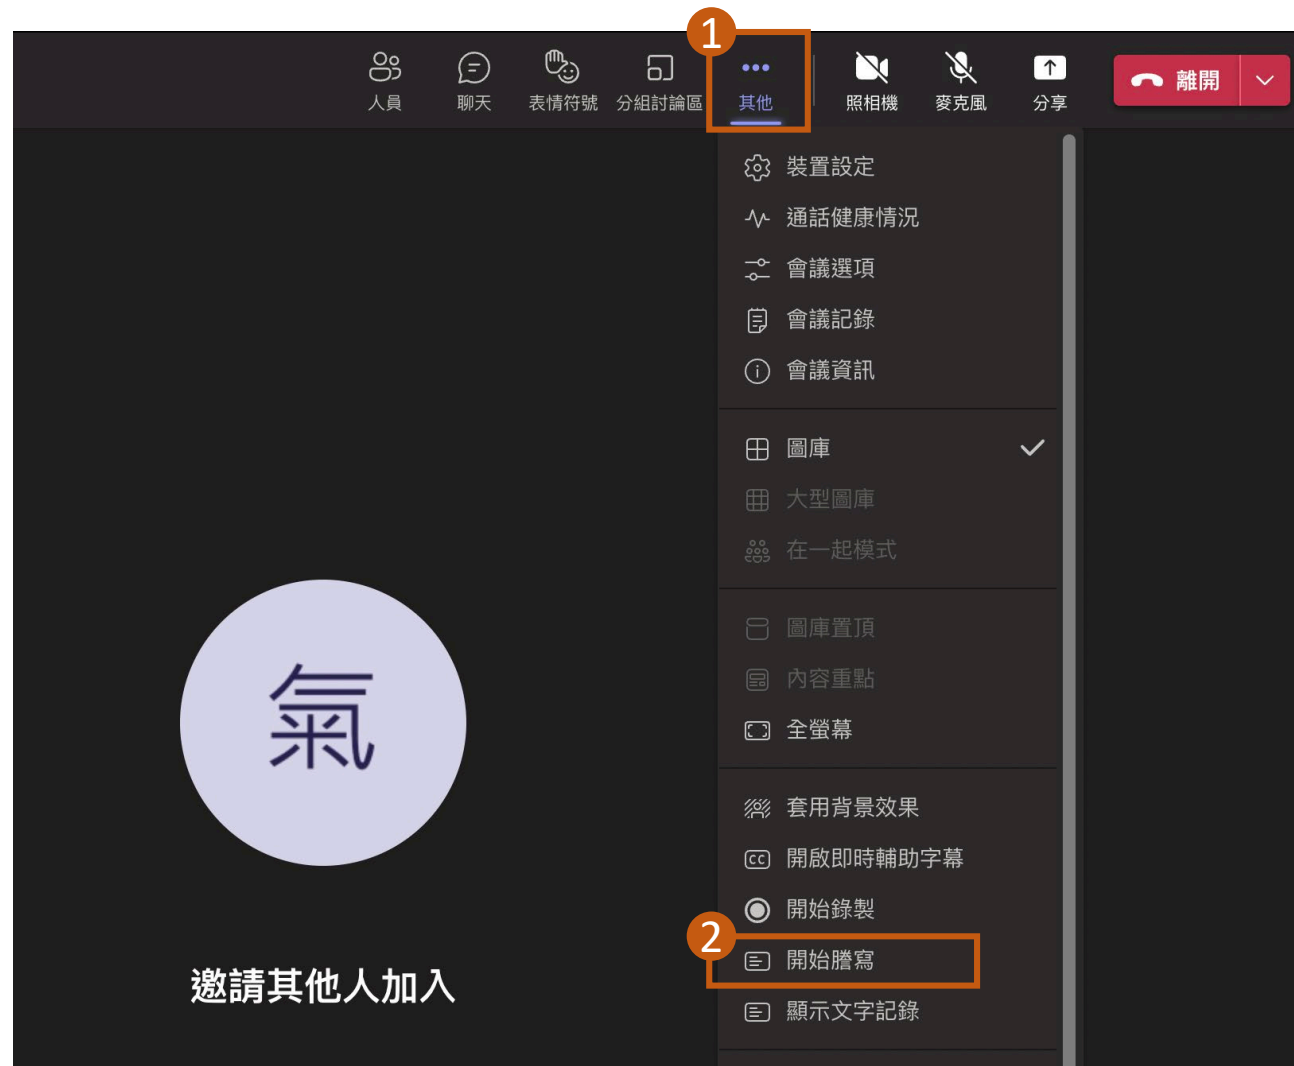 1
人員
聊天
表情符號
分組討論區
其他
照相機
麥克風
分享
離開
裝置設定
通話健康情況
會議選項
會議記錄
會議資訊
圖庫
大型圖庫
在一起模式
圖庫置頂
內容重點
全螢幕
套用背景效果
CC 開啟即時輔助字幕
開始錄製
2
開始謄寫
顯示文字記錄
氣
邀請其他人加入